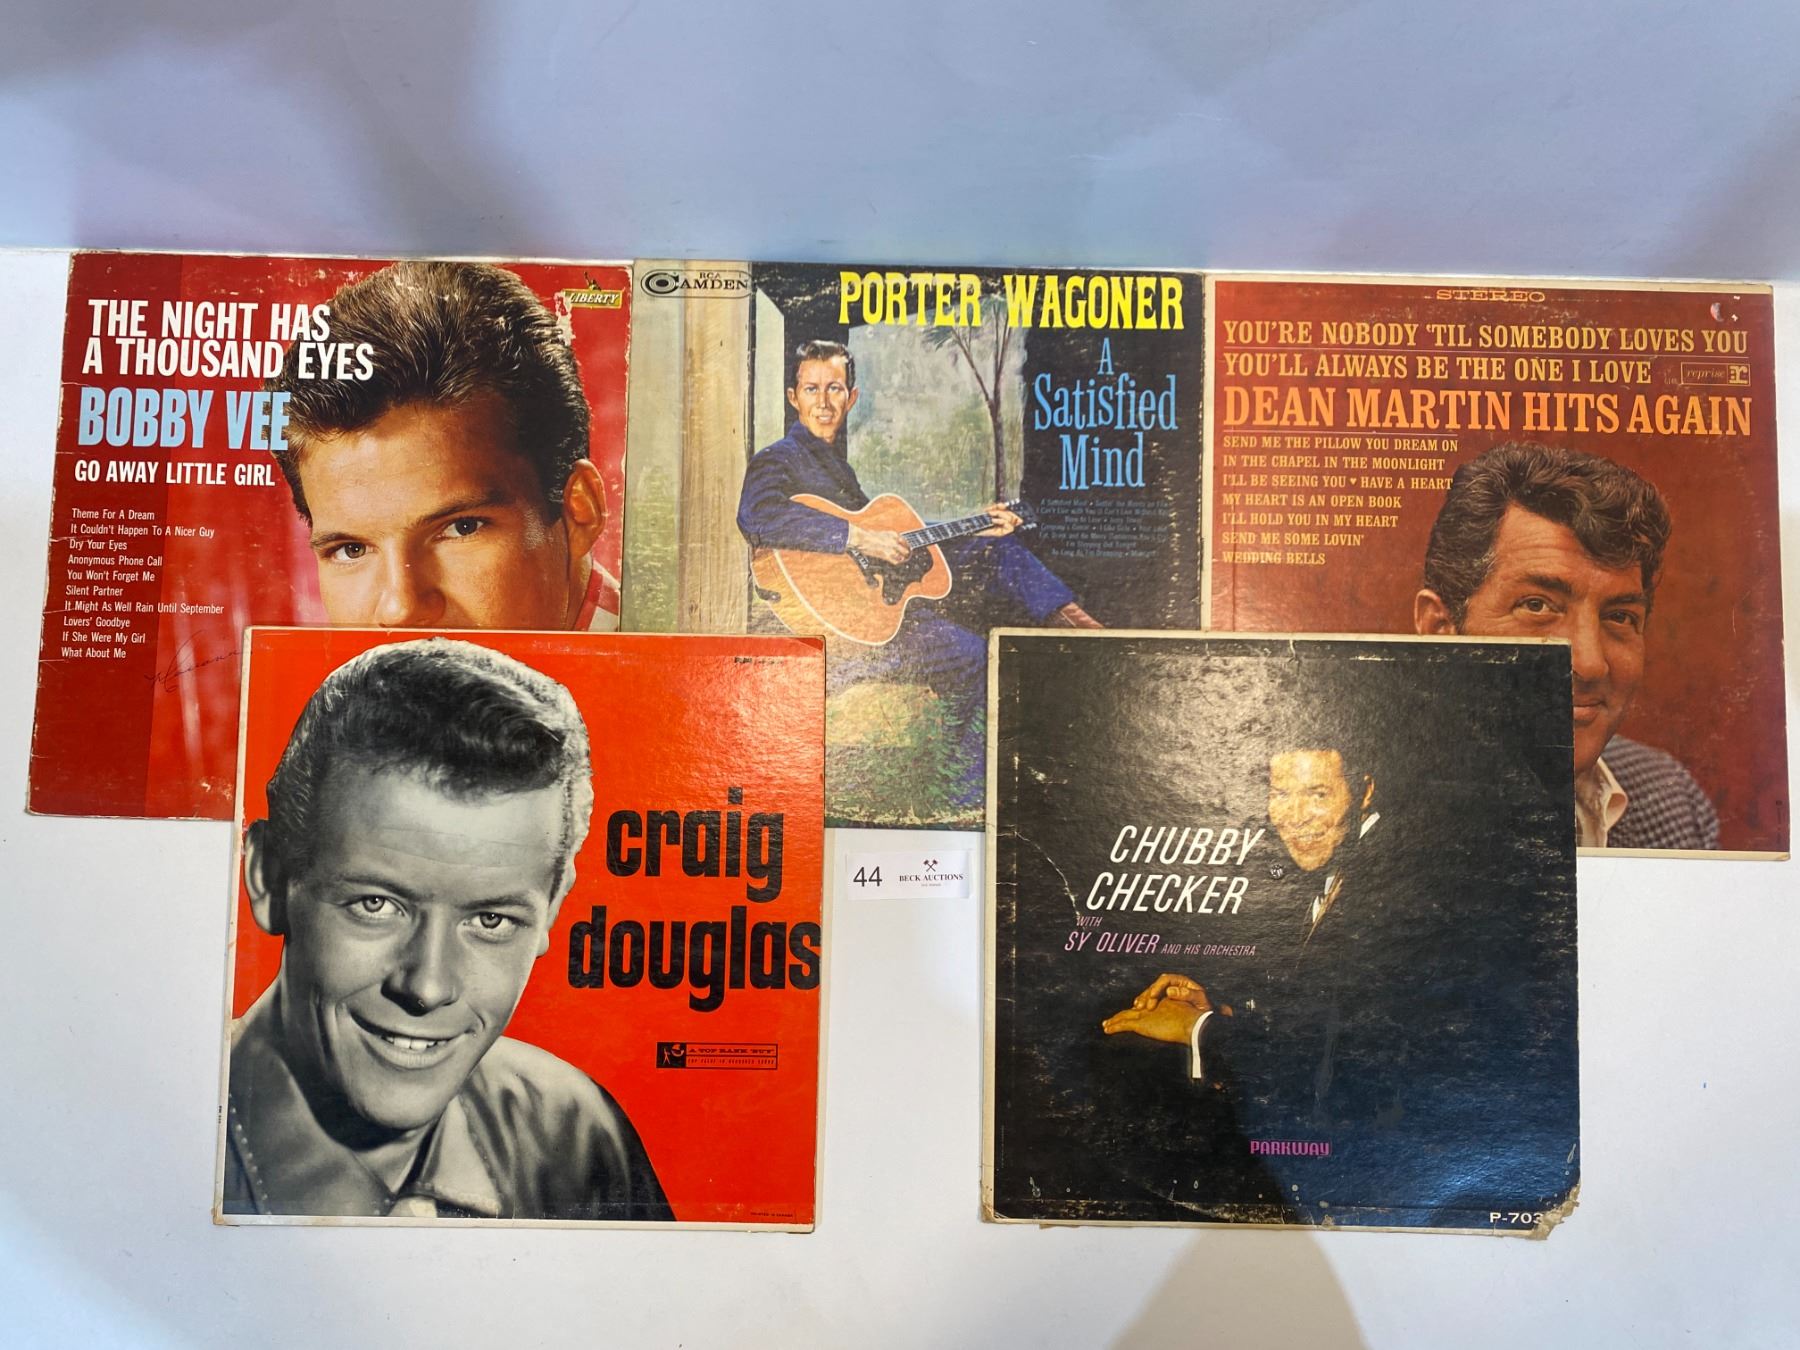 THE NIGHT HAS
A THOUSAND EYES
BOBBY VEE
GO AWAY LITTLE GIRL
LIBERTY
Theme For A Dream
It Couldn't Happen To A Nicer Guy
Dry Your Eyes
Anonymous Phone Call
You Won't Forget Me
Silent Partner
It Might As Well Rain Until September
Lovers' Goodbye
If She Were My Girl
What About Me
RCA
CAMDEN
PORTER WAGONER
A
Satisfied
Mind
STEREO
YOU'RE NOBODY 'TIL SOMEBODY LOVES YOU
YOU'LL ALWAYS BE THE ONE I LOVE
reprise
DEAN MARTIN HITS AGAIN
SEND ME THE PILLOW YOU DREAM ON
IN THE CHAPEL IN THE MOONLIGHT
I'LL BE SEEING YOU ♥ HAVE A HEART
MY HEART IS AN OPEN BOOK
I'LL HOLD YOU IN MY HEART
SEND ME SOME LOVIN'
WEDDING BELLS
craig
douglas
44
BECK AUCTIONS
CHUBBY
CHECKER
WITH
SY OLIVER AND HIS ORCHESTRA
PARKWAY
P-703